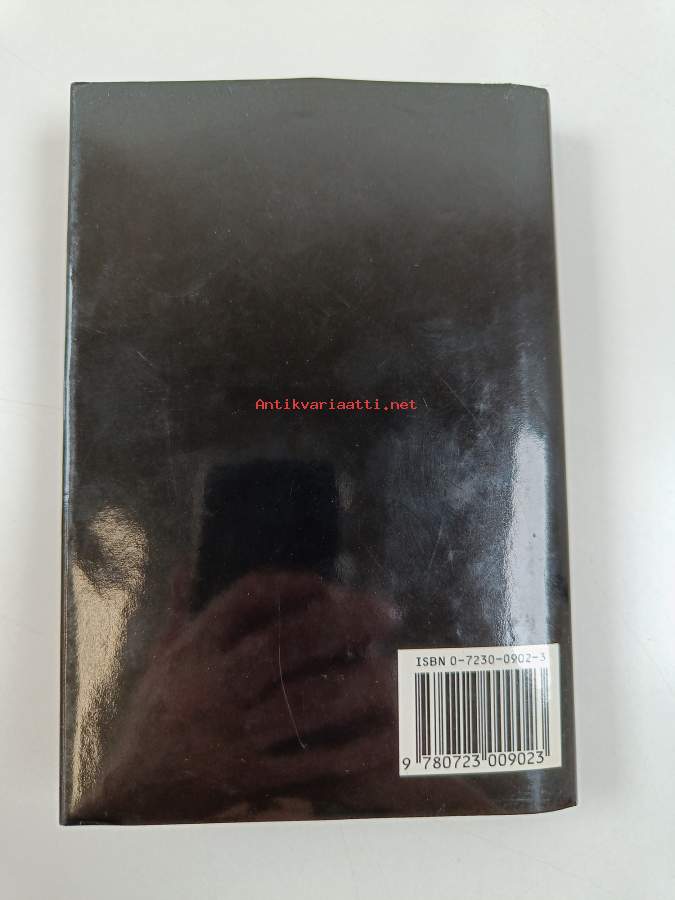 Antikvariaatti.net
ISBN 0-7230-0902-3
9 780723 009023